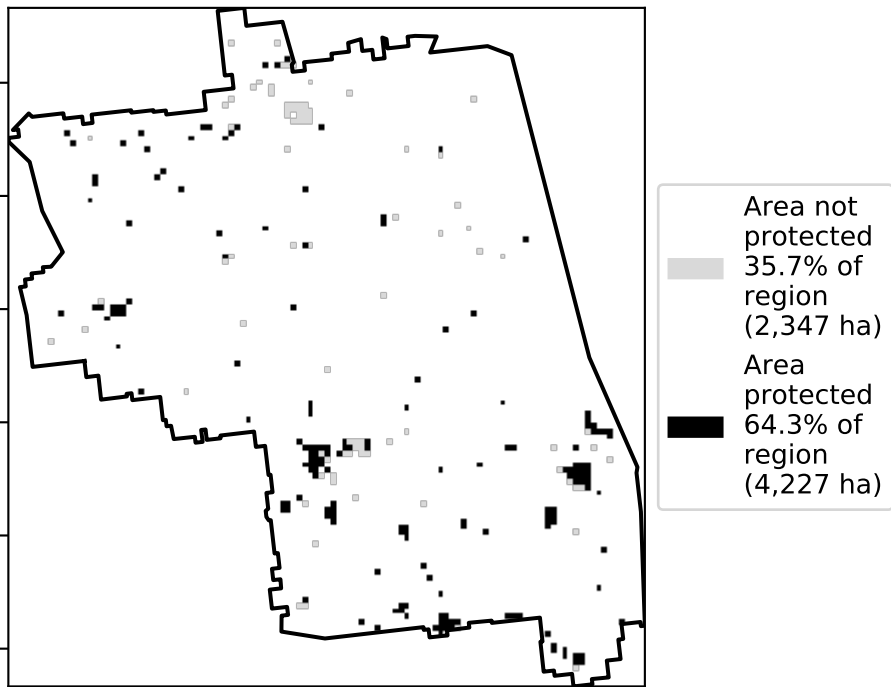 Area not
protected
35.7% of
region
(2,347 ha)
Area
protected
64.3% of
region
(4,227 ha)